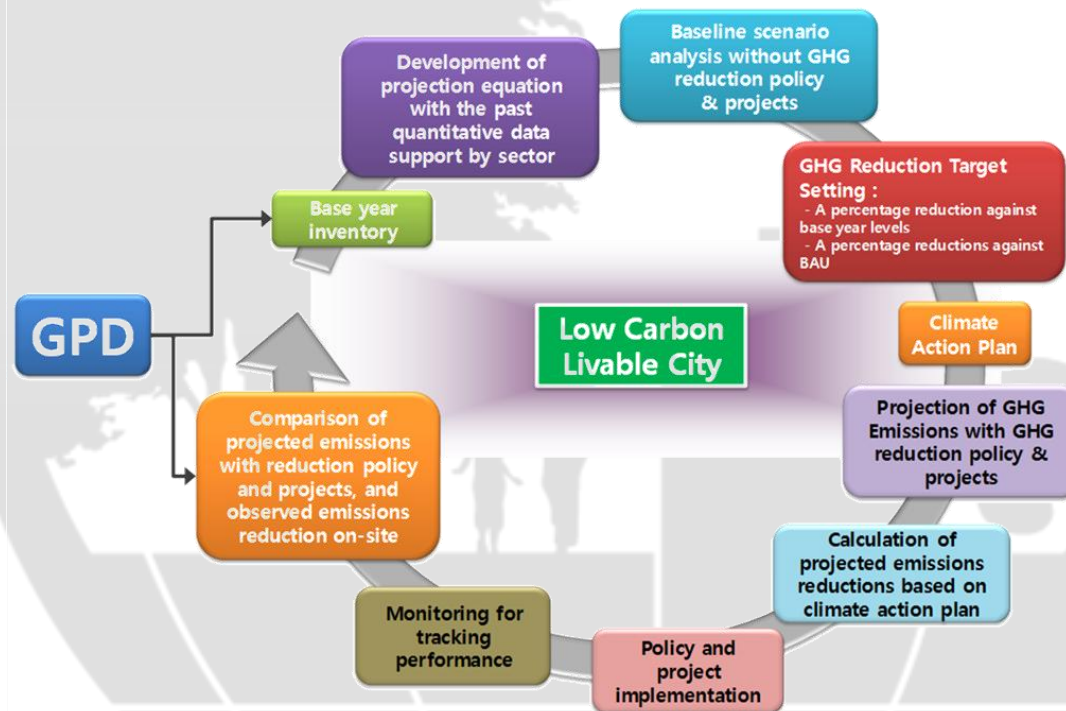 Development of
projection equation
with the past
quantitative data
support by sector
Baseline scenario
analysis without GHG
reduction policy
& projects
GHG Reduction Target
Setting :
- A percentage reduction against
base year levels
- A percentage reductions against
BAU
Base year
inventory
GPD
Low Carbon
Livable City
Climate
Action Plan
Projection of GHG
Emissions with GHG
reduction policy &
projects
Comparison of
projected emissions
with reduction policy
and projects, and
observed emissions
reduction on-site
Calculation of
projected emissions
reductions based on
climate action plan
Monitoring for
tracking
performance
Policy and
project
implementation